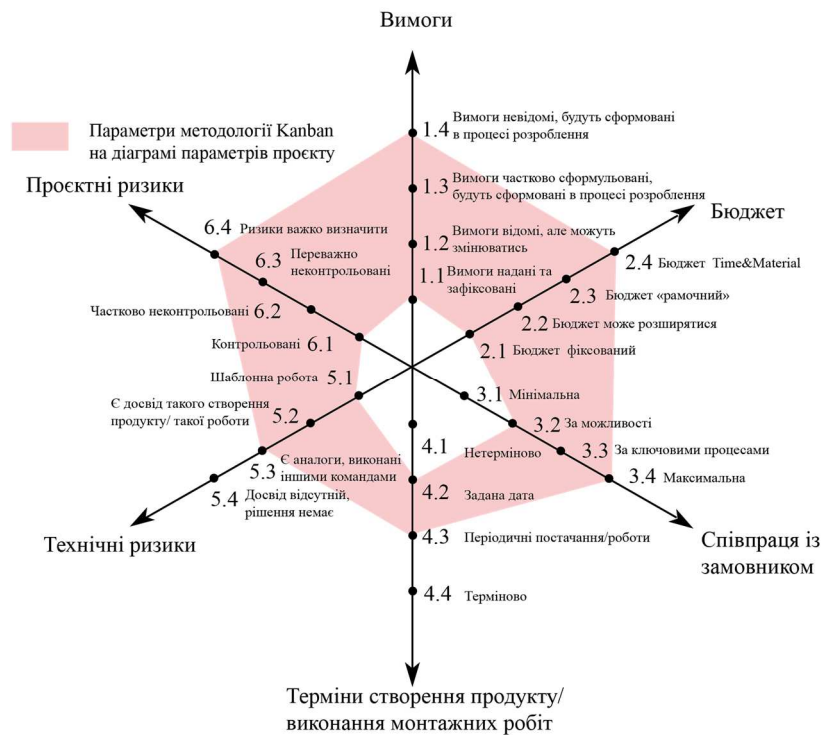 Вимоги
Параметри методології Kanban
на діаграмі параметрів проєкту
1.4 Вимоги невідомі, будуть сформовані
в процесі розроблення
1.3 Вимоги частково сформульовані,
будуть сформовані в процесі розроблення
1.2 Вимоги відомі, але можуть
змінюватись
1.1 Вимоги надані та
зафіксовані
Проєктні ризики
6.4 Ризики важко визначити
6.3 Переважно
неконтрольовані
Частково неконтрольовані 6.2
Контрольовані 6.1
Бюджет
2.4 Бюджет Time&Material
2.3 Бюджет «рамочний»
2.2 Бюджет може розширятися
2.1 Бюджет фіксований
Шаблонна робота 5.1
Є досвід такого створення
продукту/ такої роботи 5.2
5.3 Є аналоги, виконані
іншими командами
5.4 Досвід відсутній,
рішення немає
Технічні ризики
3.1 Мінімальна
3.2 За можливості
3.3 За ключовими процесами
3.4 Максимальна
Співпраця із
замовником
4.1 Нетерміново
4.2 Задана дата
4.3 Періодичні постачання/роботи
4.4 Терміново
Терміни створення продукту/
виконання монтажних робіт